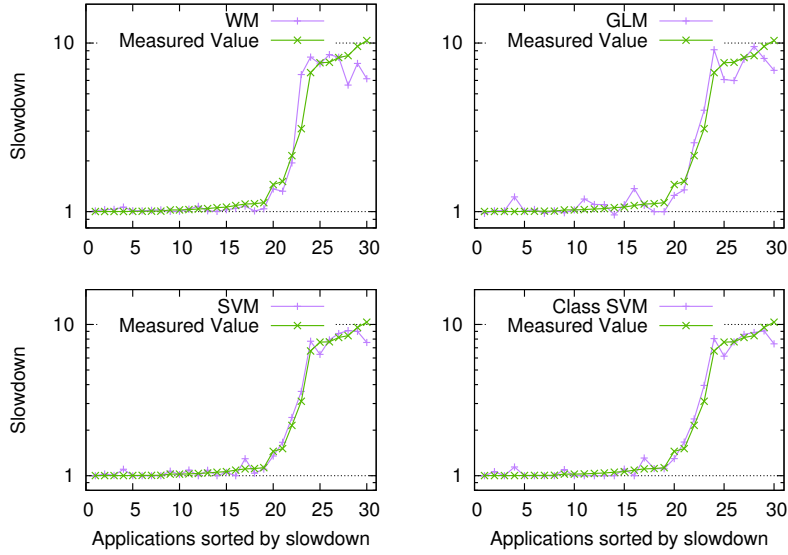 WM
Measured Value
Slowdown
10
1
0 5 10 15 20 25 30
GLM
Measured Value
10
1
0 5 10 15 20 25 30
SVM
Measured Value
Slowdown
10
1
0 5 10 15 20 25 30
Applications sorted by slowdown
Class SVM
Measured Value
10
1
0 5 10 15 20 25 30
Applications sorted by slowdown